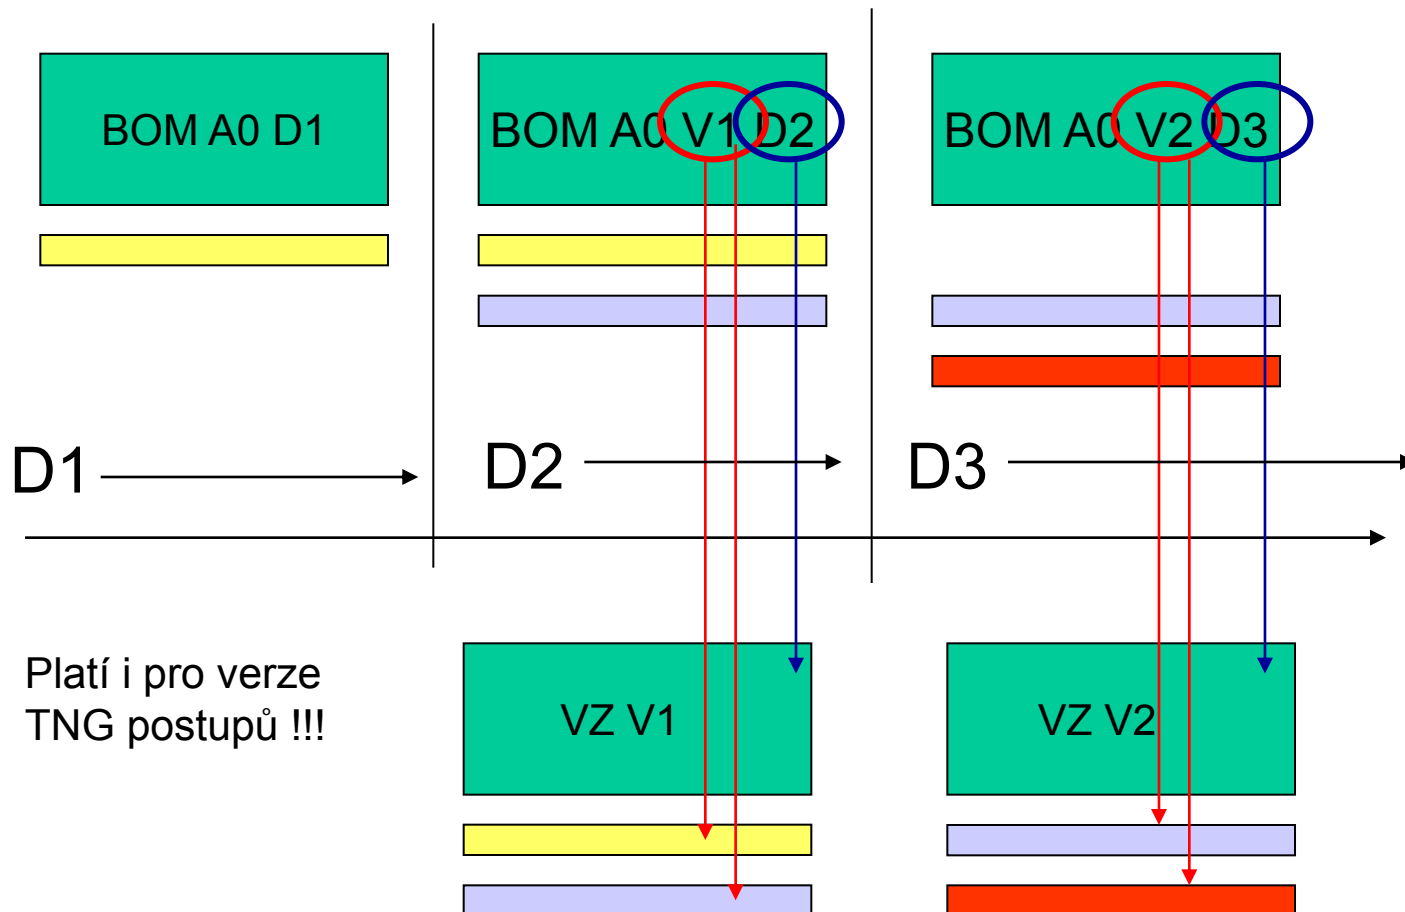 BOM A0 D1
BOM A0 V1 D2
BOM A0 V2 D3
D1
D2
D3
Platí i pro verze
TNG postupů !!!
VZ V1
VZ V2